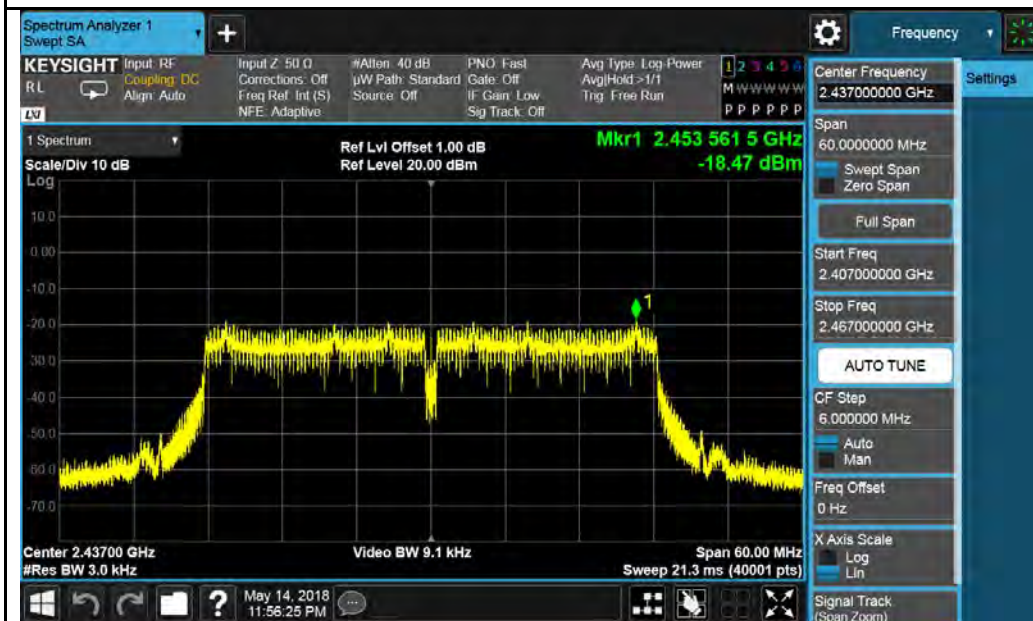 Spectrum Analyzer 1
Swept SA
+
Frequency
KEYSIGHT
RL
LXI
Input: RF
Coupling: DC
Align: Auto
Input Z: 50 Ω
Corrections: Off
Freq Ref: Int (S)
NFE: Adaptive
#Atten: 40 dB
µW Path: Standard
Source: Off
PNO: Fast
Gate: Off
IF Gain: Low
Sig Track: Off
Avg Type: Log-Power
Avg|Hold:>1/1
Trig: Free Run
1 2 3 4 5 6
M W W W W W
P P P P P P
Center Frequency
2.437000000 GHz
Settings
1 Spectrum
Scale/Div 10 dB
Log
Ref Lvl Offset 1.00 dB
Ref Level 20.00 dBm
Mkr1 2.453 561 5 GHz
-18.47 dBm
Span
60.0000000 MHz
Swept Span
Zero Span
Full Span
Start Freq
2.407000000 GHz
Stop Freq
2.467000000 GHz
AUTO TUNE
CF Step
6.000000 MHz
Auto
Man
Freq Offset
0 Hz
X Axis Scale
Log
Lin
Signal Track
(Span Zoom)
10.0
0.00
-10.0
-20.0
-30.0
-40.0
-50.0
-60.0
-70.0
1
Center 2.43700 GHz
#Res BW 3.0 kHz
Video BW 9.1 kHz
Span 60.00 MHz
Sweep 21.3 ms (40001 pts)
?
May 14, 2018
11:56:25 PM